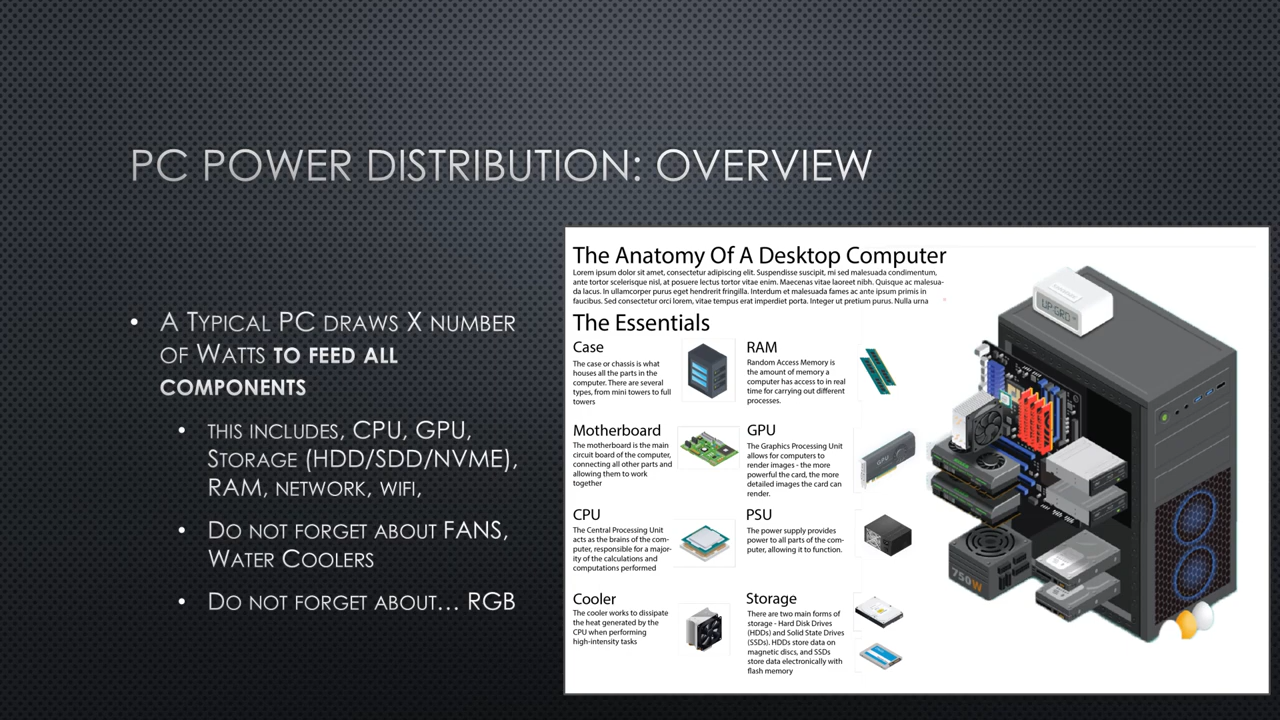 PC POWER DISTRIBUTION: OVERVIEW
• A TYPICAL PC DRAWS X NUMBER
OF WATTS TO FEED ALL
COMPONENTS
• THIS INCLUDES, CPU, GPU,
STORAGE (HDD/SDD/NVME),
RAM, NETWORK, WIFI,
• DO NOT FORGET ABOUT FANS,
WATER COOLERS
• DO NOT FORGET ABOUT... RGB
The Anatomy Of A Desktop Computer
Lorem ipsum dolor sit amet, consectetur adipiscing elit. Suspendisse suscipit, mi sed malesuada condimentum,
ante tortor scelerisque nisl, at posuere lectus tortor vitae enim. Maecenas vitae laoreet nibh. Quisque ac malesua-
da lacus. In ullamcorper purus eget hendrerit fringilla. Interdum et malesuada fames ac ante ipsum primis in
faucibus. Sed consectetur orci lorem, vitae tempus erat imperdiet porta. Integer ut pretium purus. Nulla urna
The Essentials
Case
The case or chassis is what
houses all the parts in the
computer. There are several
types, from mini towers to full
towers
RAM
Random Access Memory is
the amount of memory a
computer has access to in real
time for carrying out different
processes.
Motherboard
The motherboard is the main
circuit board of the computer,
connecting all other parts and
allowing them to work
together
GPU
The Graphics Processing Unit
allows for computers to
render images - the more
powerful the card, the more
detailed images the card can
render.
GPU
CPU
The Central Processing Unit
acts as the brains of the com-
puter, responsible for a major-
ity of the calculations and
computations performed
PSU
The power supply provides
power to all parts of the com-
puter, allowing it to function.
Cooler
The cooler works to dissipate
the heat generated by the
CPU when performing
high-intensity tasks
Storage
There are two main forms of
storage - Hard Disk Drives
(HDDs) and Solid State Drives
(SSDs). HDDs store data on
magnetic discs, and SSDs
store data electronically with
flash memory
UP:GRD
750W